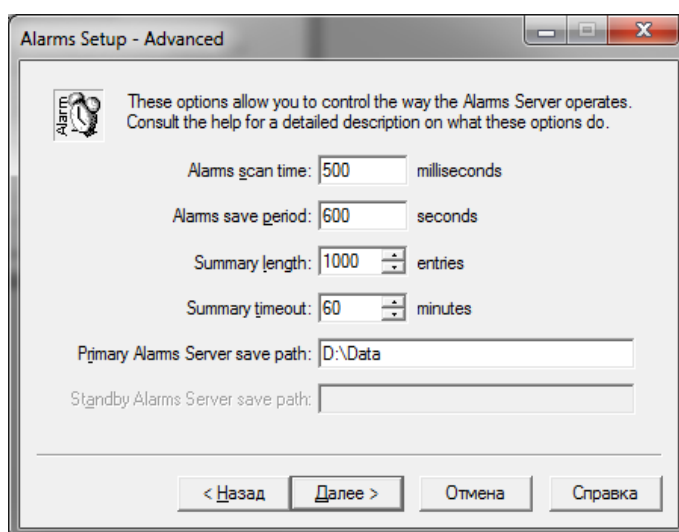 Alarms Setup - Advanced
Alarm
These options allow you to control the way the Alarms Server operates.
Consult the help for a detailed description on what these options do.
Alarms scan time: 500 milliseconds
Alarms save period: 600 seconds
Summary length: 1000 entries
Summary timeout: 60 minutes
Primary Alarms Server save path: D:\Data
Standby Alarms Server save path:
< Назад Далее > Отмена Справка